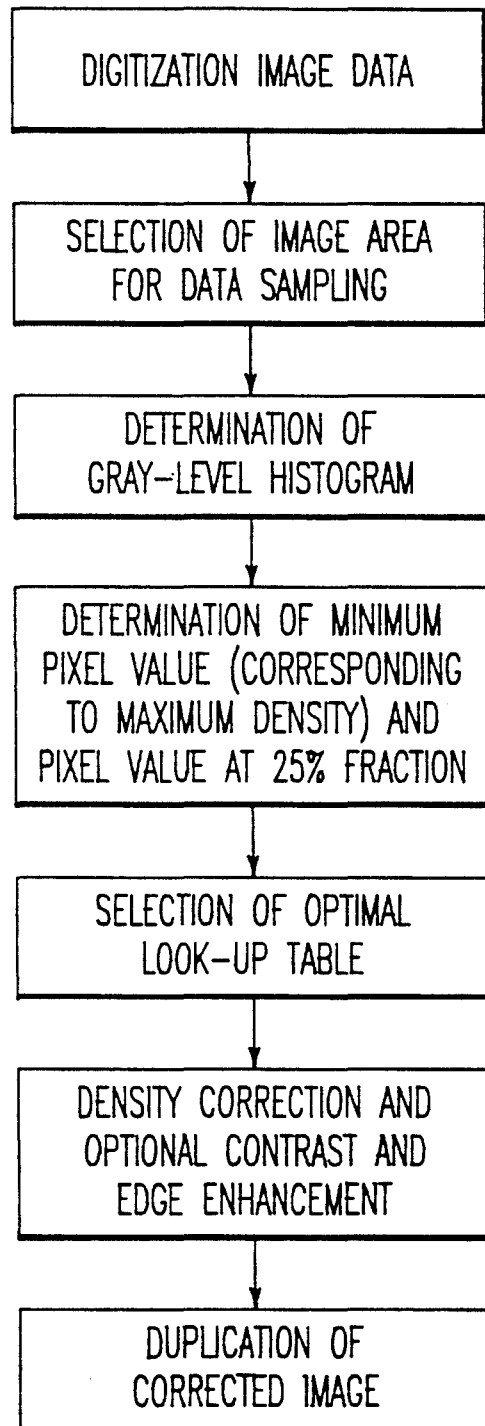 DIGITIZATION IMAGE DATA
SELECTION OF IMAGE AREA
FOR DATA SAMPLING
DETERMINATION OF
GRAY-LEVEL HISTOGRAM
DETERMINATION OF MINIMUM
PIXEL VALUE (CORRESPONDING
TO MAXIMUM DENSITY) AND
PIXEL VALUE AT 25% FRACTION
SELECTION OF OPTIMAL
LOOK-UP TABLE
DENSITY CORRECTION AND
OPTIONAL CONTRAST AND
EDGE ENHANCEMENT
DUPLICATION OF
CORRECTED IMAGE